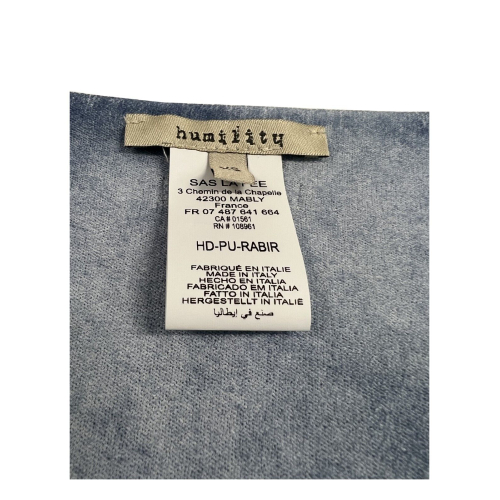 humility
SAS LA FEE
3 Chemin de la Chapelle
42300 MABLY
France
FR 07 487 641 664
CA # 01561
RN # 108961
HD-PU-RABIR
FABRIQUÉ EN ITALIE
MADE IN ITALY
HECHO EN ITALIA
FABRICADO EM ITALIA
FATTO IN ITALIA
HERGESTELLT IN ITALIË
صنع في إيطاليا